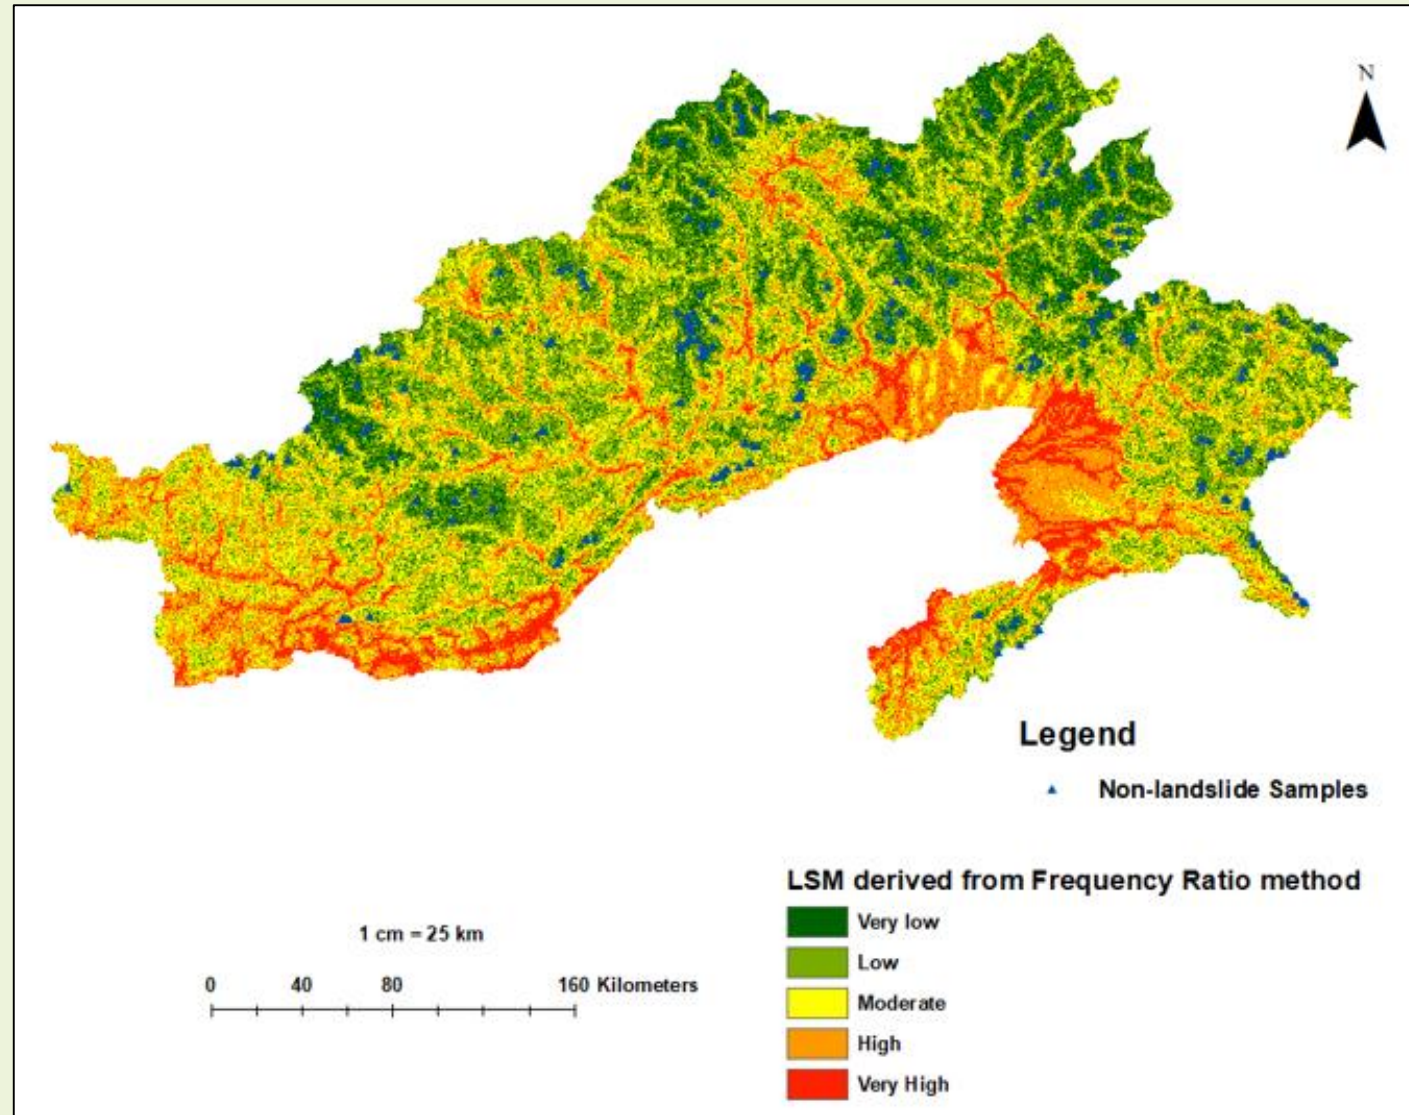 N
Legend
Non-landslide Samples
LSM derived from Frequency Ratio method
Very low
Low
Moderate
High
Very High
1 cm = 25 km
0 40 80 160 Kilometers